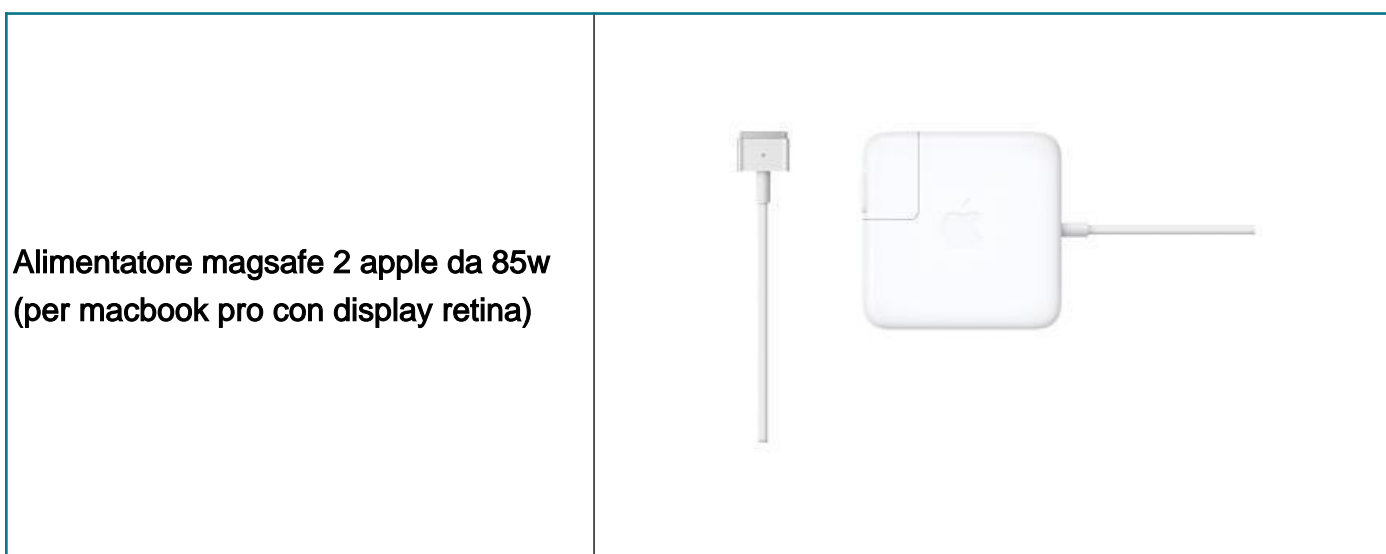 Alimentatore magsafe 2 apple da 85w
(per macbook pro con display retina)